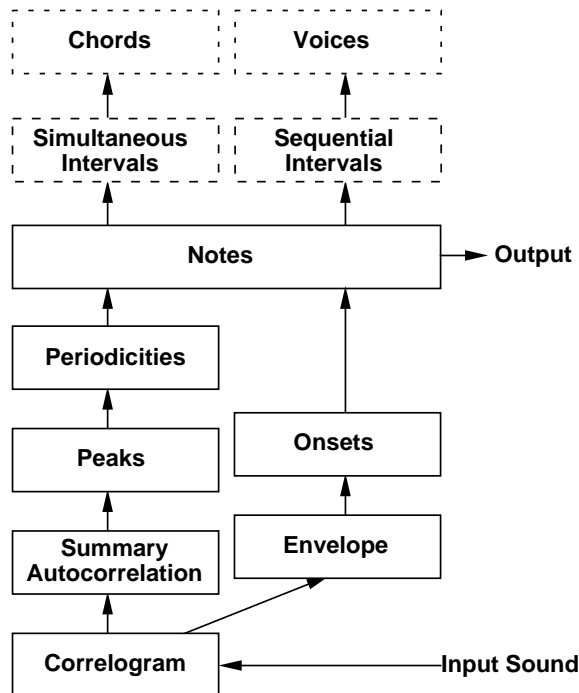 Chords
Voices
Simultaneous
Intervals
Sequential
Intervals
Notes
Output
Periodicities
Peaks
Onsets
Summary
Autocorrelation
Envelope
Correlogram
Input Sound